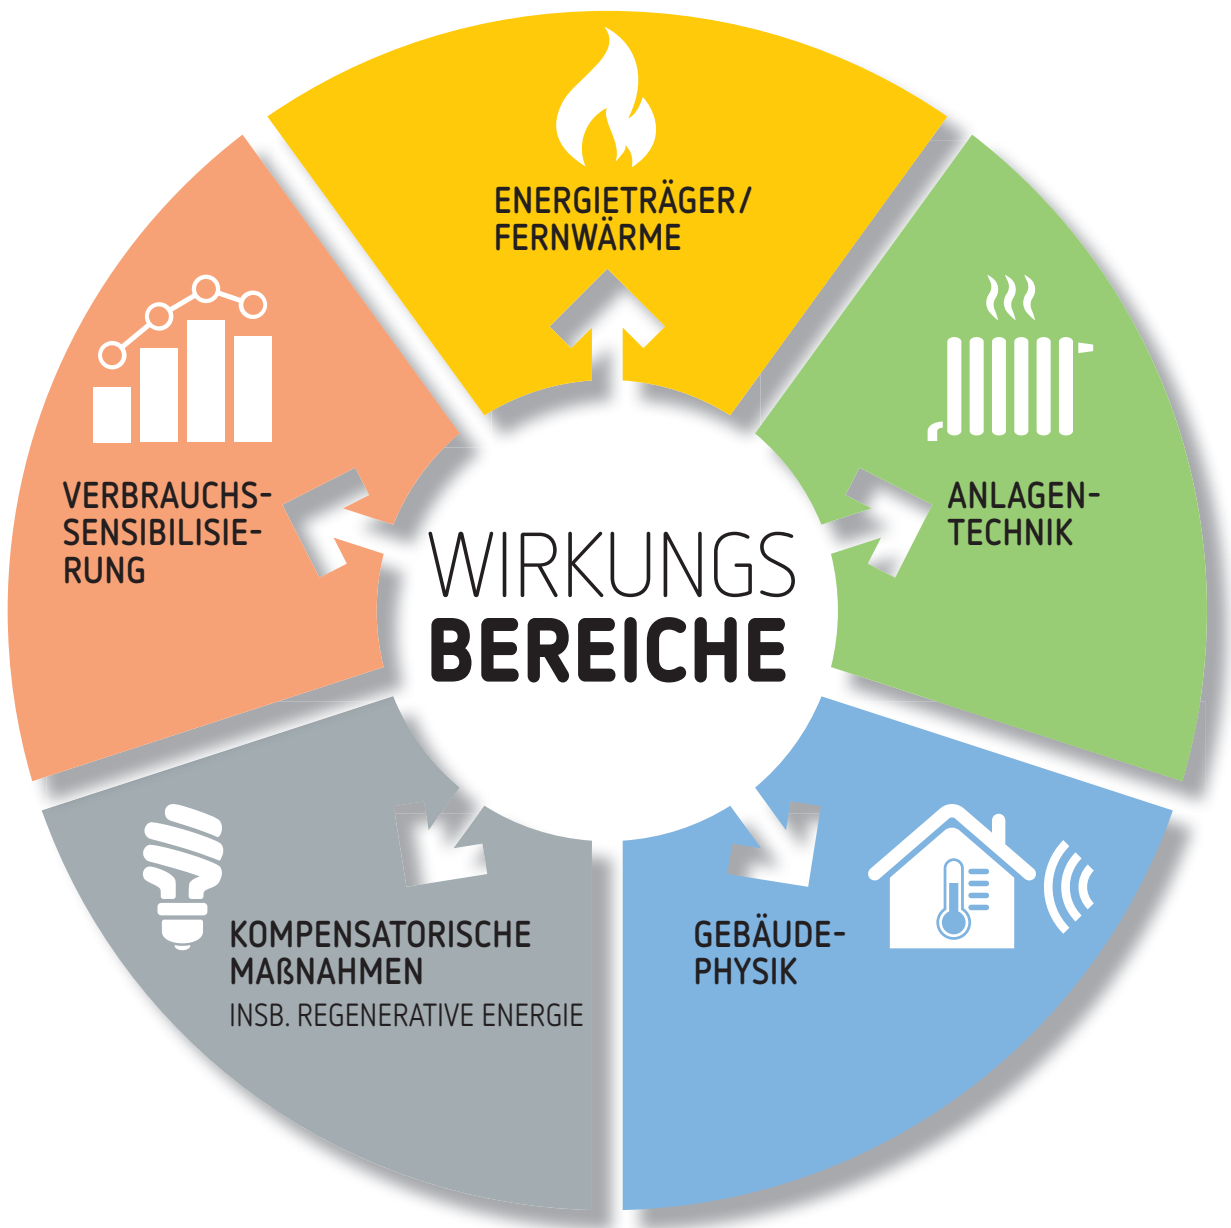 ENERGIETRÄGER/
FERNWÄRME
ANLAGEN-
TECHNIK
GEBÄUDE-
PHYSIK
KOMPENSATORISCHE
MAßNAHMEN
INSB. REGENERATIVE ENERGIE
VERBRAUCHS-
SENSIBILISIE-
RUNG
WIRKUNGS
BEREICHE